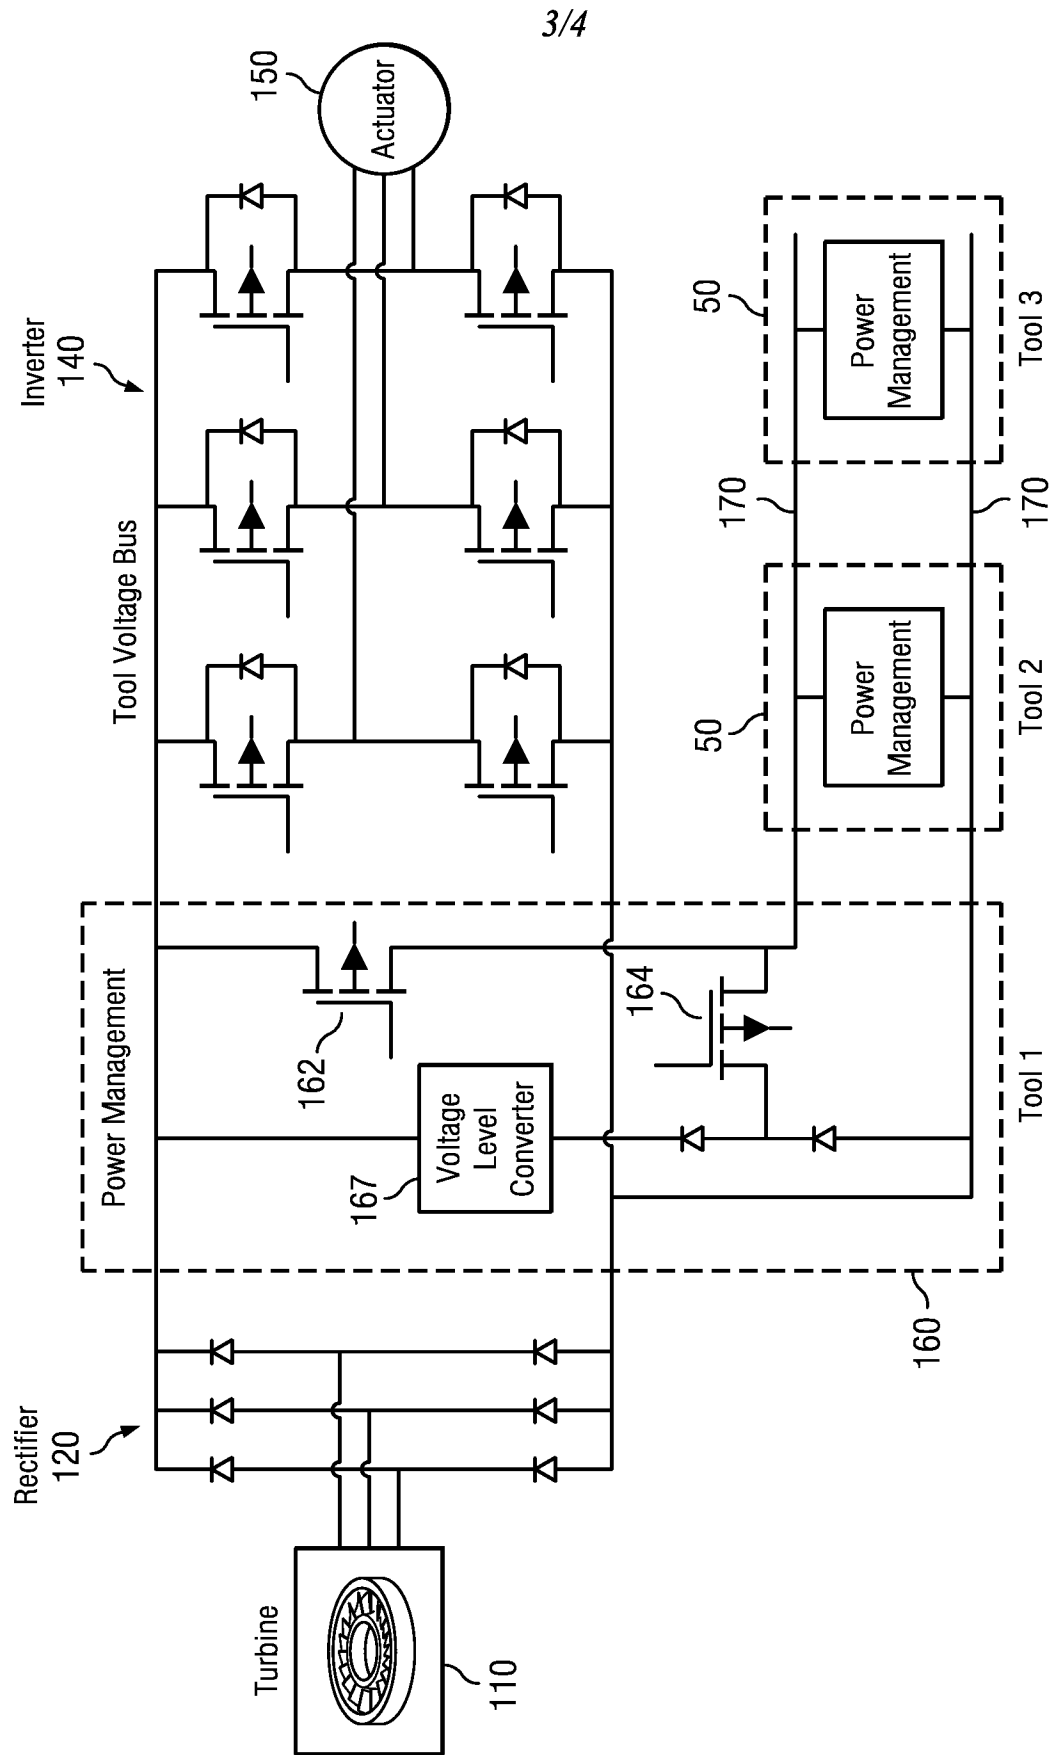 3/4
Turbine
110
Rectifier
120
Power Management
160
Tool 1
167
Voltage
Level
Converter
162
164
Tool Voltage Bus
Inverter
140
150
Actuator
50
Power
Management
Tool 2
170
170
50
Power
Management
Tool 3